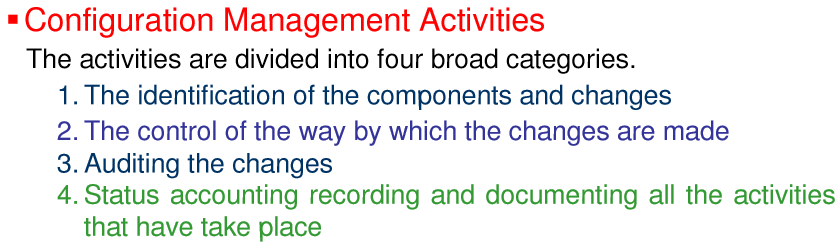 ▪ Configuration Management Activities
The activities are divided into four broad categories.
1. The identification of the components and changes
2. The control of the way by which the changes are made
3. Auditing the changes
4. Status accounting recording and documenting all the activities
that have take place